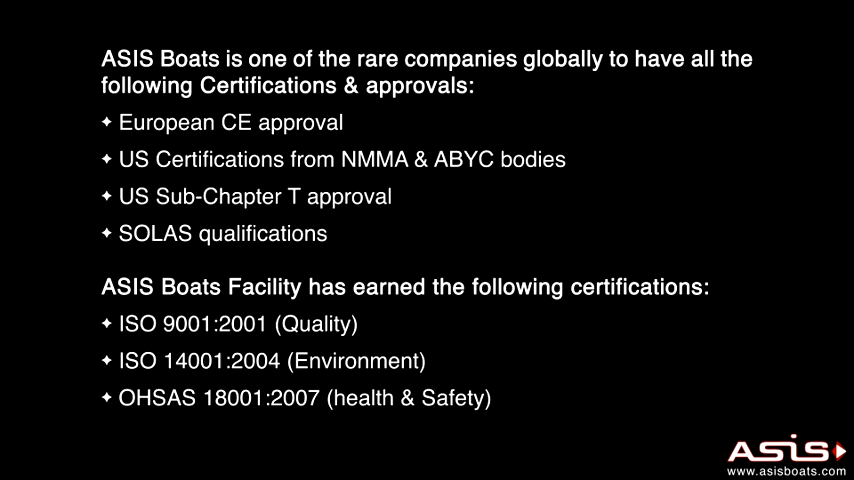 ASIS Boats is one of the rare companies globally to have all the
following Certifications & approvals:
✦ European CE approval
✦ US Certifications from NMMA & ABYC bodies
✦ US Sub-Chapter T approval
✦ SOLAS qualifications
ASIS Boats Facility has earned the following certifications:
✦ ISO 9001:2001 (Quality)
✦ ISO 14001:2004 (Environment)
✦ OHSAS 18001:2007 (health & Safety)
ASIS
www.asisboats.com